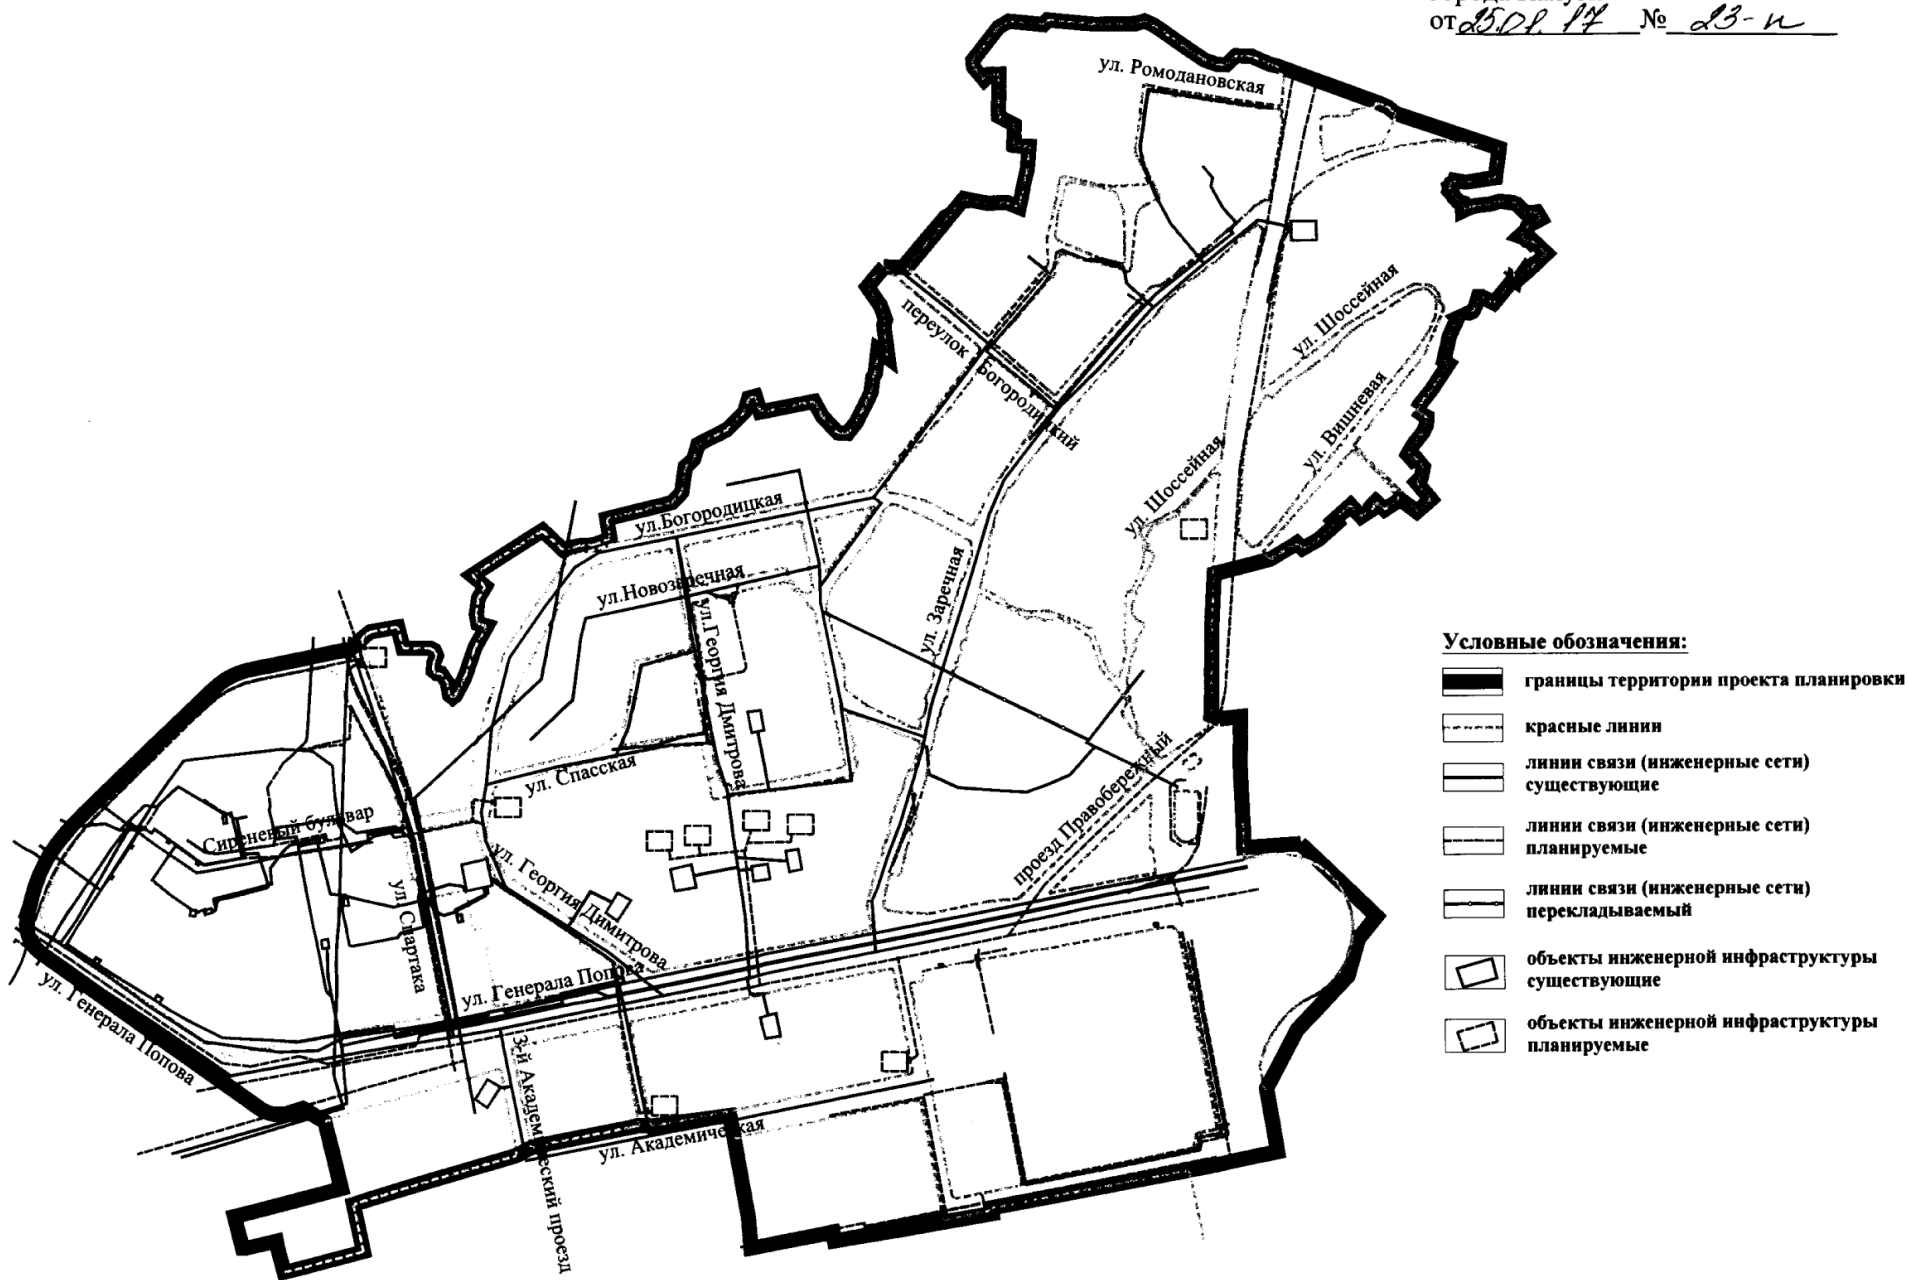 от 25.01.17 № 23-п
ул. Ромодановская
ул. Шоссейная
переулок Богородицкий
ул. Вишневая
ул. Шоссейная
ул.Богородицкая
ул.Новозаречная
ул. Заречная
ул.Георгия Дмитрова
ул. Спасская
проезд Правобережный
Сиреневый бульвар
ул. Георгия Димитрова
ул. Спартака
ул. Генерала Попова
ул. Генерала Попова
3-й Академический проезд
ул. Академическая
Условные обозначения:
границы территории проекта планировки
красные линии
линии связи (инженерные сети)
существующие
линии связи (инженерные сети)
планируемые
линии связи (инженерные сети)
перекладываемый
объекты инженерной инфраструктуры
существующие
объекты инженерной инфраструктуры
планируемые